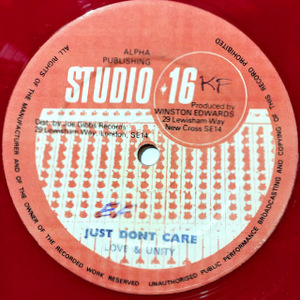 ALPHA
PUBLISHING
STUDIO 16 KF
Produced by
WINSTON EDWARDS
29 Lewisham Way
New Cross SE14
Dist. by Joe Gibbs Records
29 Lewisham Way, London, SE14
JUST DONT CARE
LOVE & UNITY
ALL RIGHTS OF THE MANUFACTURER AND OF THE OWNER OF THE RECORDED WORK RESERVED UNAUTHORISED PUBLIC PERFORMANCE BROADCASTING AND COPYING OF THIS RECORD PROHIBITED